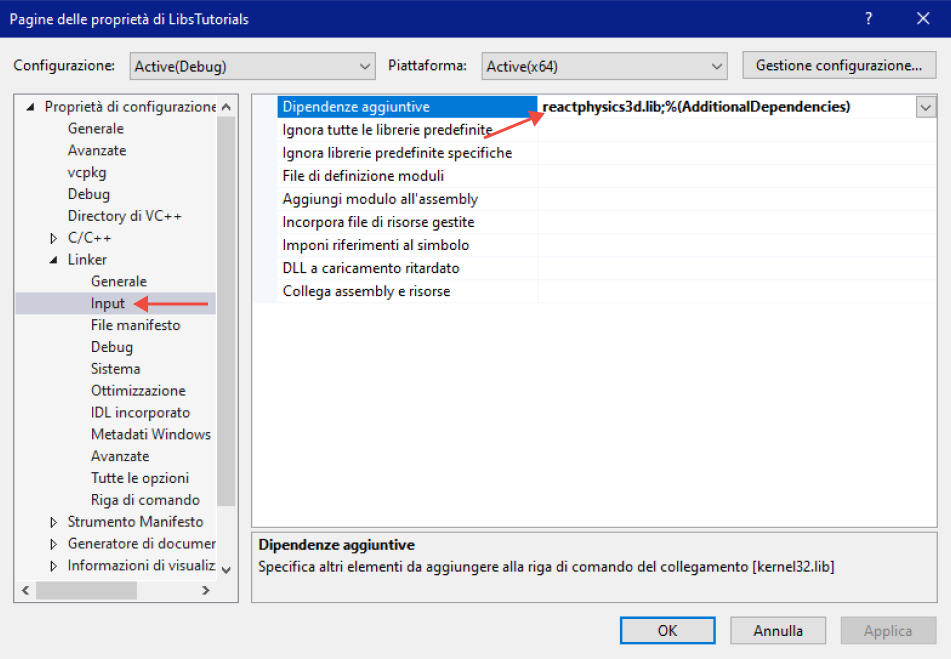 Pagine delle proprietà di LibsTutorials
?
Configurazione: Active(Debug) Piattaforma: Active(x64) Gestione configurazione...
Proprietà di configurazione
Generale
Avanzate
vcpkg
Debug
Directory di VC++
C/C++
Linker
Generale
Input
File manifesto
Debug
Sistema
Ottimizzazione
IDL incorporato
Metadati Windows
Avanzate
Tutte le opzioni
Riga di comando
Strumento Manifesto
Generatore di documer
Informazioni di visualiz
Dipendenze aggiuntive reactphysics3d.lib;%(AdditionalDependencies)
Ignora tutte le librerie predefinite
Ignora librerie predefinite specifiche
File di definizione moduli
Aggiungi modulo all'assembly
Incorpora file di risorse gestite
Imponi riferimenti al simbolo
DLL a caricamento ritardato
Collega assembly e risorse
Dipendenze aggiuntive
Specifica altri elementi da aggiungere alla riga di comando del collegamento [kernel32.lib]
OK Annulla Applica